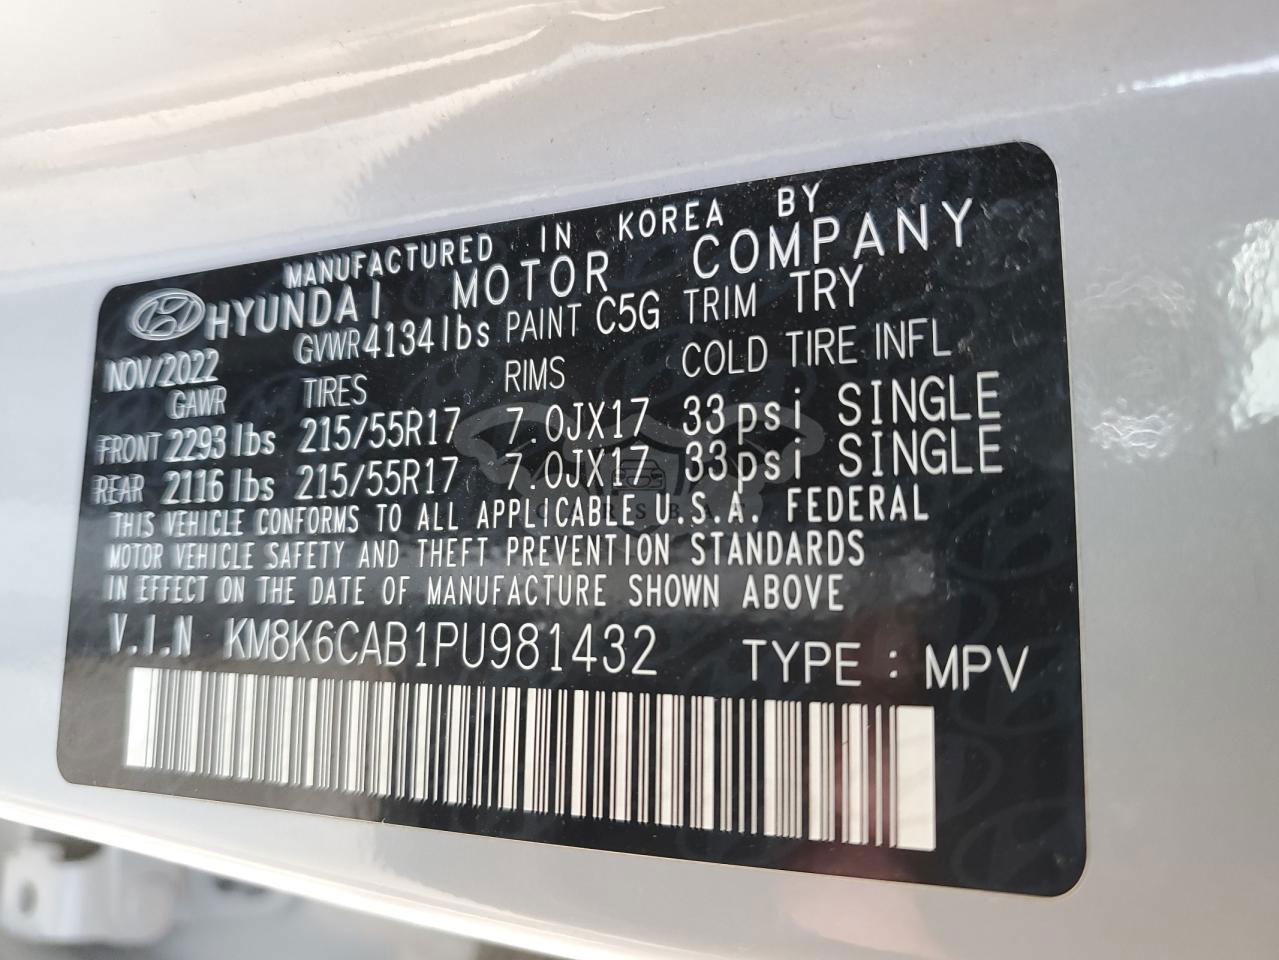 MANUFACTURED IN KOREA BY
HYUNDAI MOTOR COMPANY
NOV/2022 GVWR 4134 lbs PAINT C5G TRIM TRY
GAWR TIRES RIMS COLD TIRE INFL
FRONT 2293 lbs 215/55R17 7.0JX17 33psi SINGLE
REAR 2116 lbs 215/55R17 7.0JX17 33psi SINGLE
THIS VEHICLE CONFORMS TO ALL APPLICABLE U.S.A. FEDERAL
MOTOR VEHICLE SAFETY AND THEFT PREVENTION STANDARDS
IN EFFECT ON THE DATE OF MANUFACTURE SHOWN ABOVE
V.I.N KM8K6CAB1PU981432 TYPE : MPV
CARSBAT